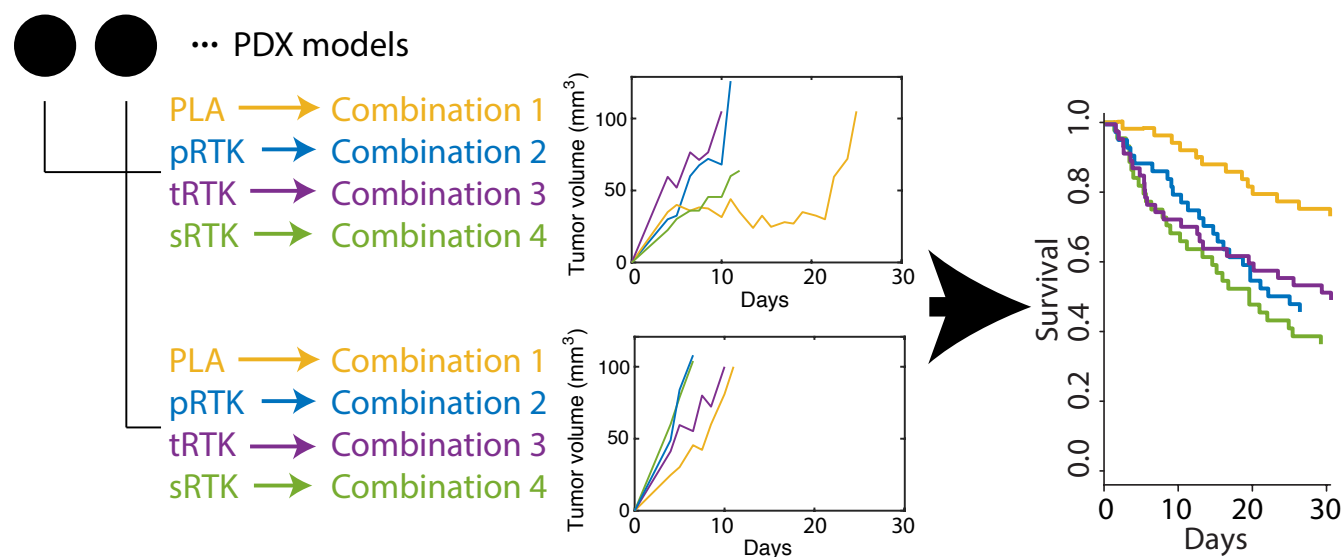 ... PDX models
PLA Combination 1
pRTK Combination 2
tRTK Combination 3
sRTK Combination 4
Tumor volume (mm³)
100
50
0
0 10 20 30
Days
PLA Combination 1
pRTK Combination 2
tRTK Combination 3
sRTK Combination 4
Tumor volume (mm³)
100
50
0
0 10 20 30
Days
Survival
1.0
0.8
0.6
0.4
0.2
0.0
0 10 20 30
Days